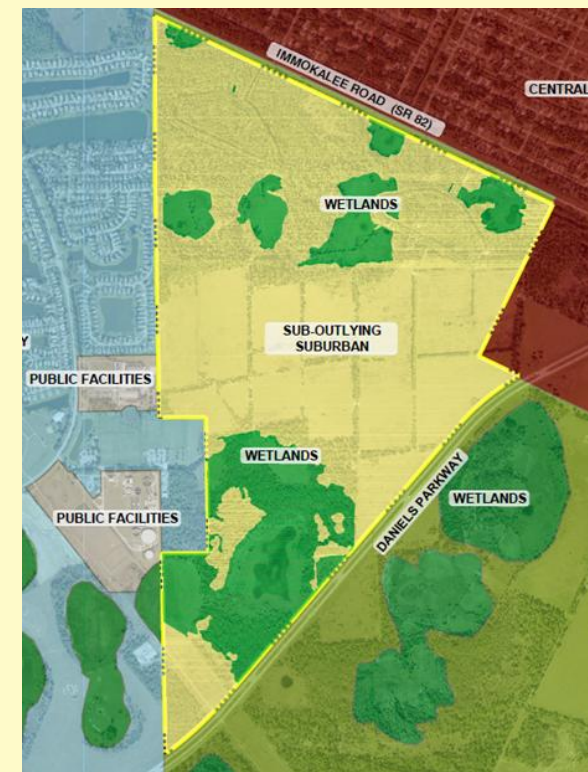 IMMOKALEE ROAD (SR 82)
CENTRAL
WETLANDS
SUB-OUTLYING
SUBURBAN
Y
PUBLIC FACILITIES
WETLANDS
WETLANDS
PUBLIC FACILITIES
DANIELS PARKWAY